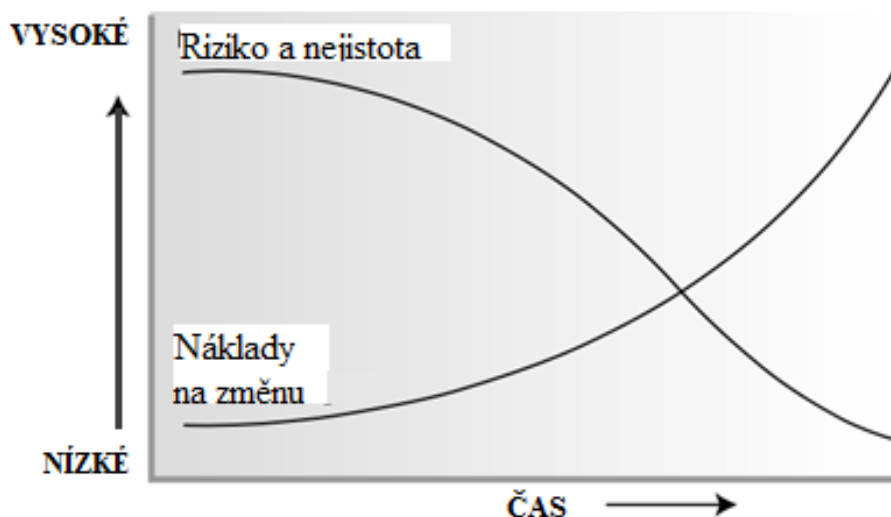 VYSOKÉ
Riziko a nejistota
Náklady
na změnu
NÍZKÉ
ČAS